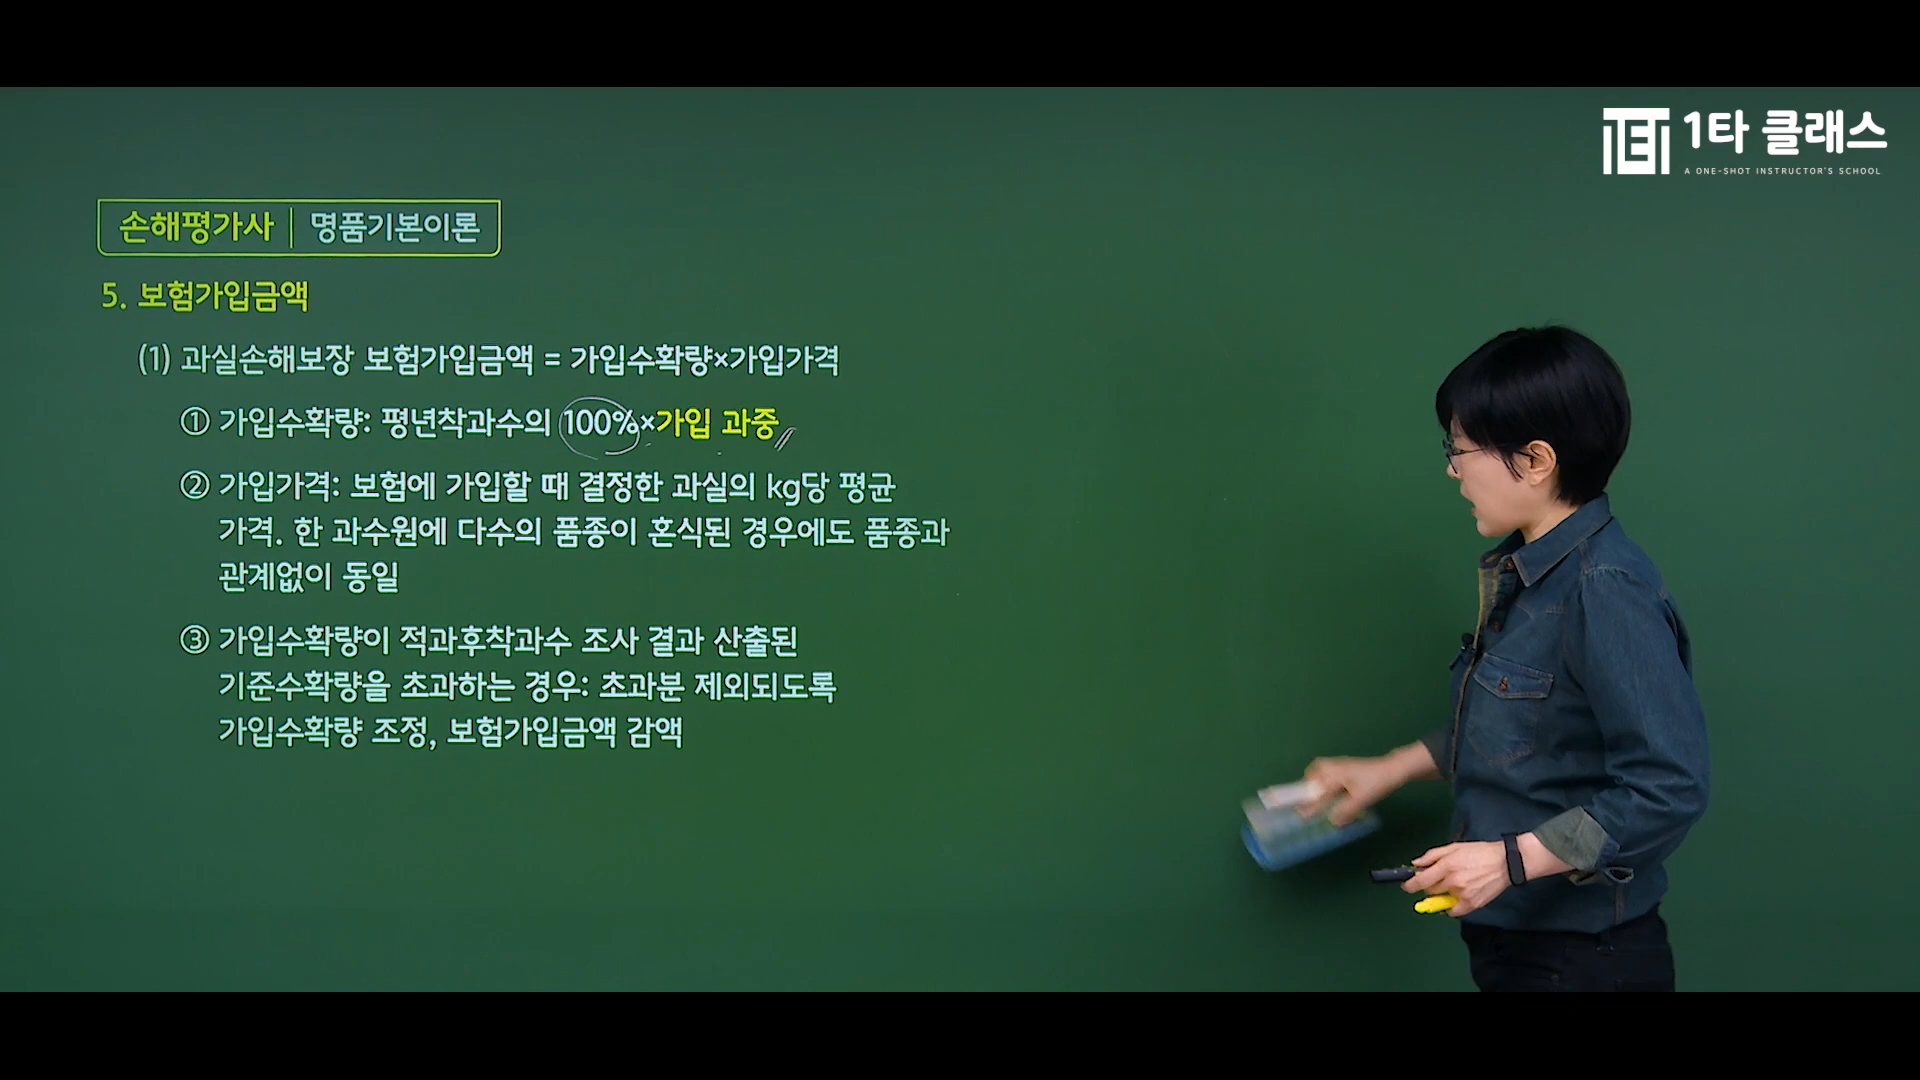 1타 클래스
A ONE-SHOT INSTRUCTOR'S SCHOOL
손해평가사 | 명품기본이론
5. 보험가입금액
(1) 과실손해보장 보험가입금액 = 가입수확량×가입가격
① 가입수확량: 평년착과수의 100%×가입 과중
② 가입가격: 보험에 가입할 때 결정한 과실의 kg당 평균
가격. 한 과수원에 다수의 품종이 혼식된 경우에도 품종과
관계없이 동일
③ 가입수확량이 적과후착과수 조사 결과 산출된
기준수확량을 초과하는 경우: 초과분 제외되도록
가입수확량 조정, 보험가입금액 감액